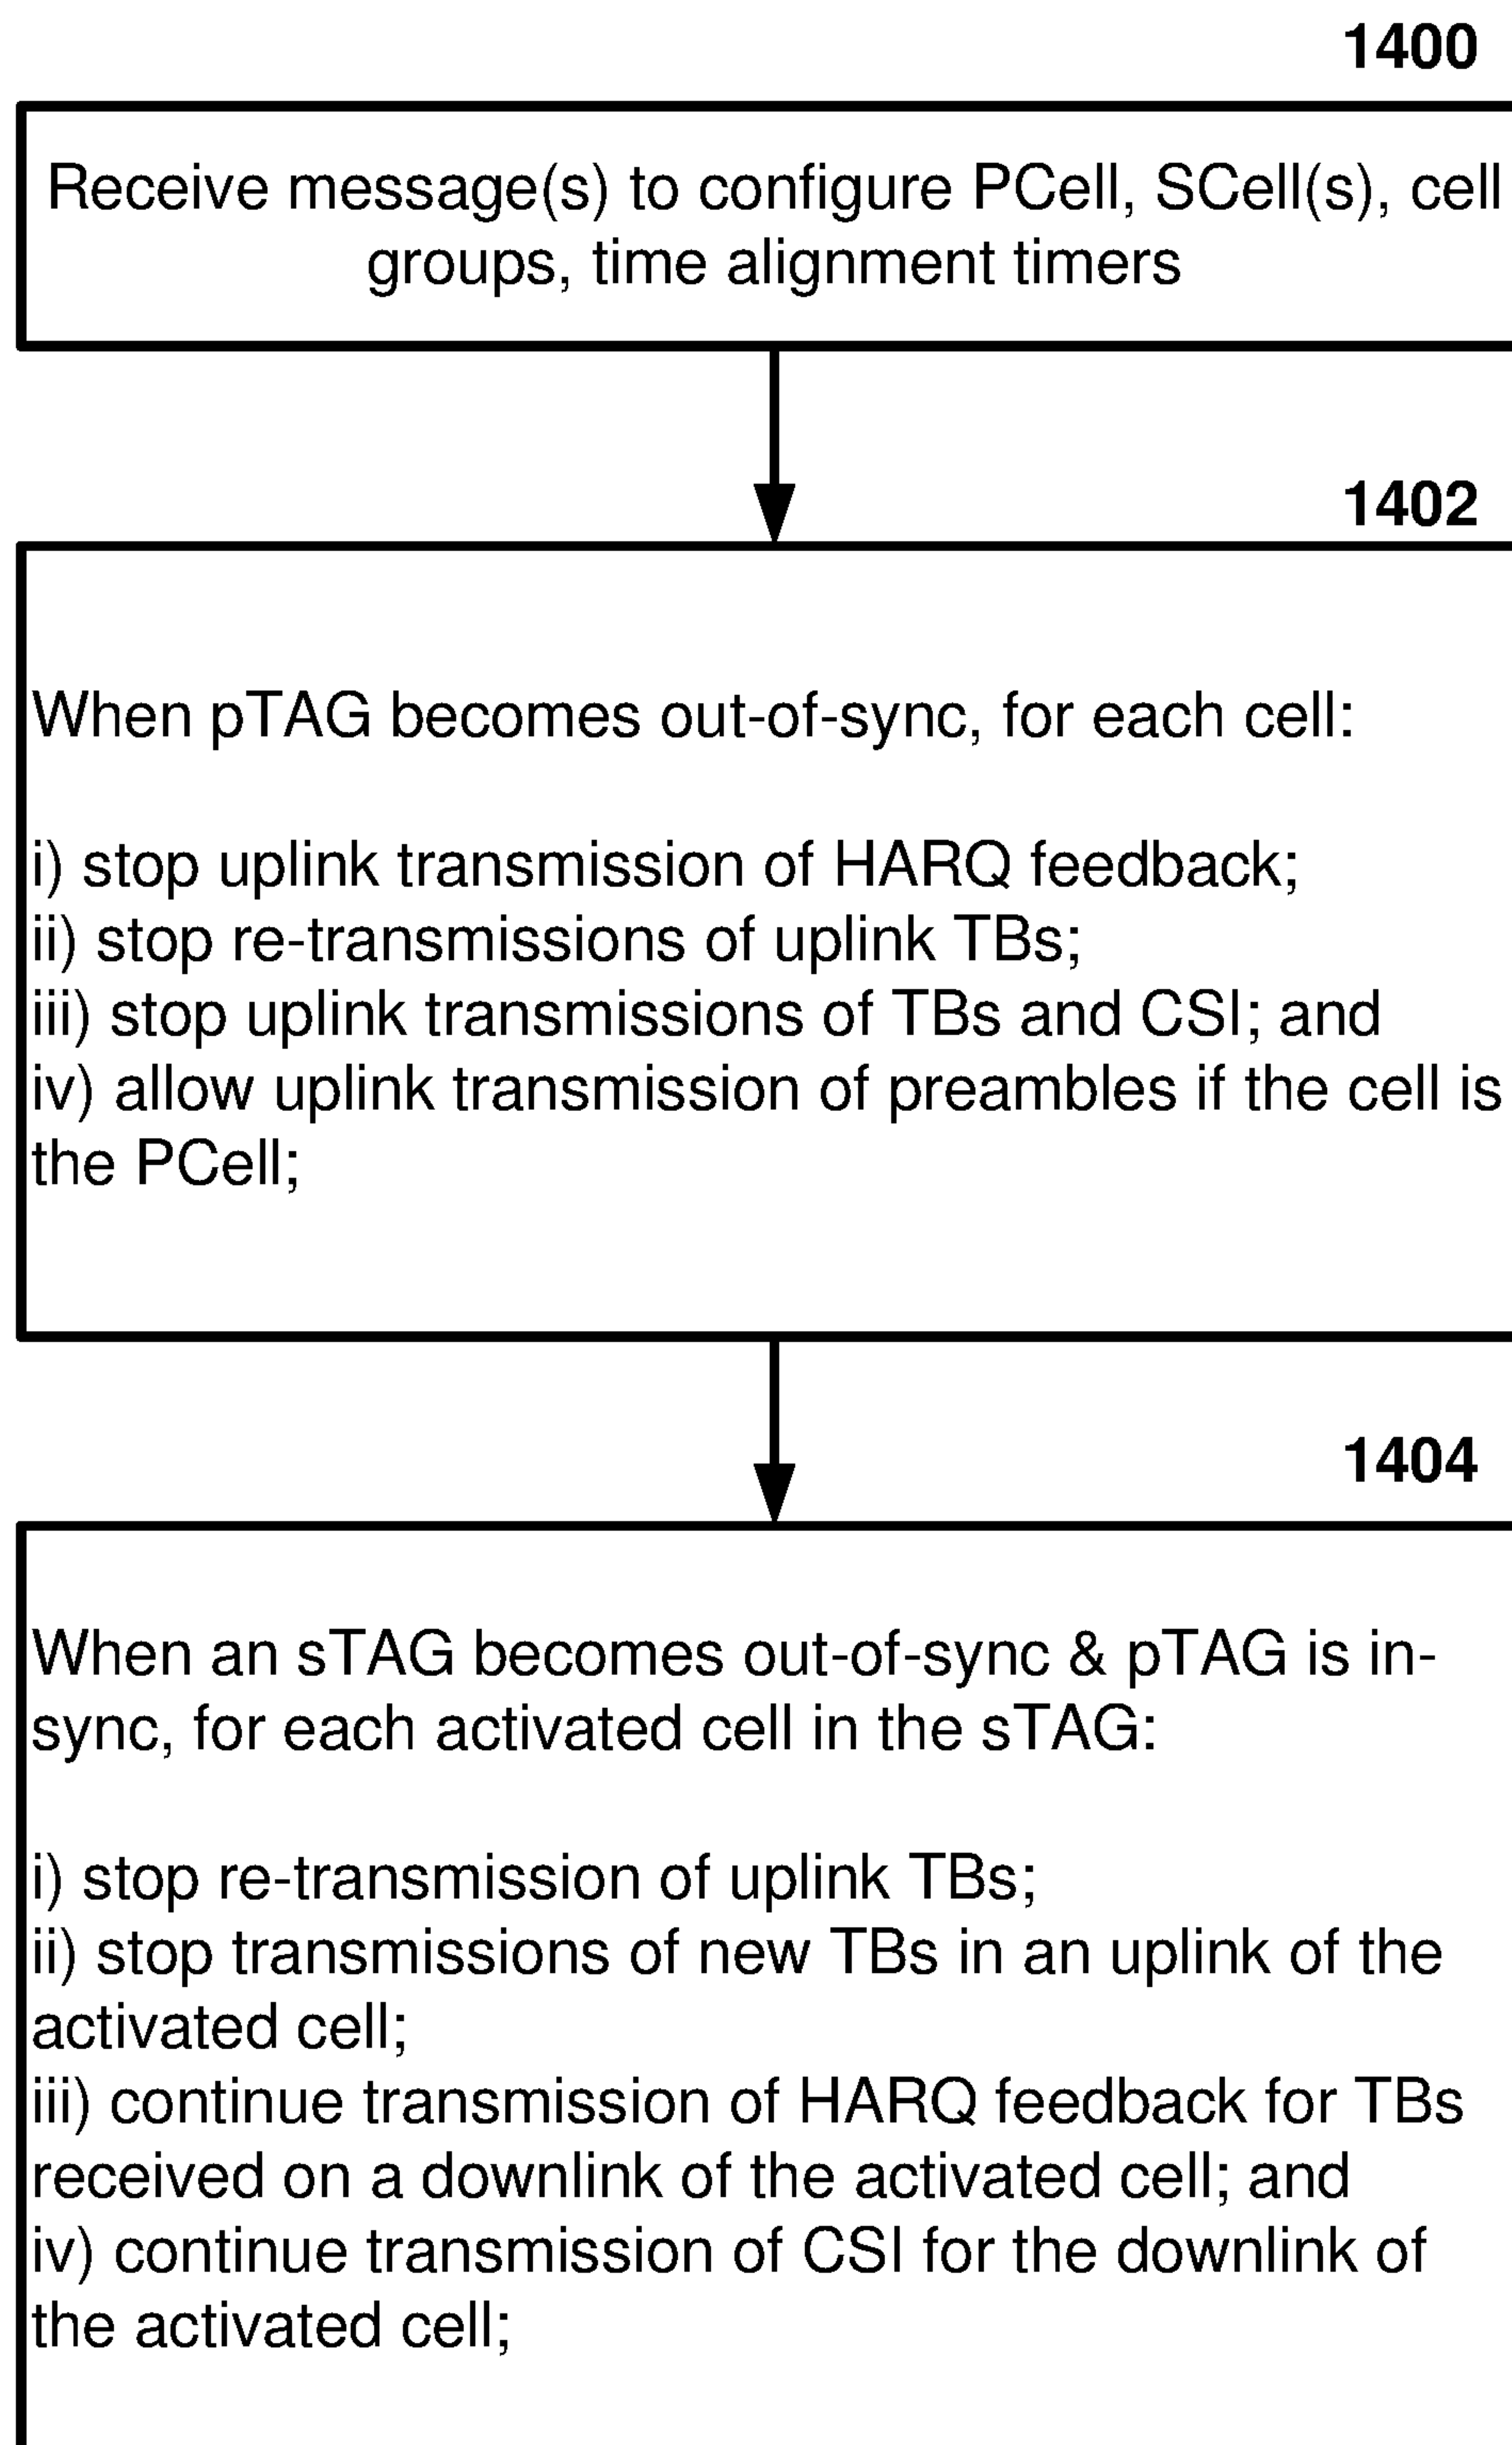 1400
Receive message(s) to configure PCell, SCell(s), cell
groups, time alignment timers
1402
When pTAG becomes out-of-sync, for each cell:
i) stop uplink transmission of HARQ feedback;
ii) stop re-transmissions of uplink TBs;
iii) stop uplink transmissions of TBs and CSI; and
iv) allow uplink transmission of preambles if the cell is
the PCell;
1404
When an sTAG becomes out-of-sync & pTAG is in-
sync, for each activated cell in the sTAG:
i) stop re-transmission of uplink TBs;
ii) stop transmissions of new TBs in an uplink of the
activated cell;
iii) continue transmission of HARQ feedback for TBs
received on a downlink of the activated cell; and
iv) continue transmission of CSI for the downlink of
the activated cell;